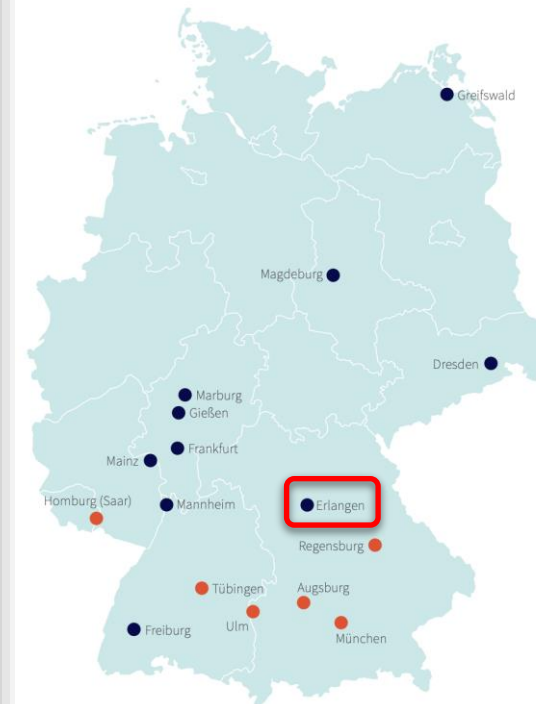 Greifswald
Magdeburg
Dresden
Marburg
Gießen
Frankfurt
Mainz
Homburg (Saar)
Mannheim
Erlangen
Regensburg
Tübingen
Augsburg
Ulm
Freiburg
München